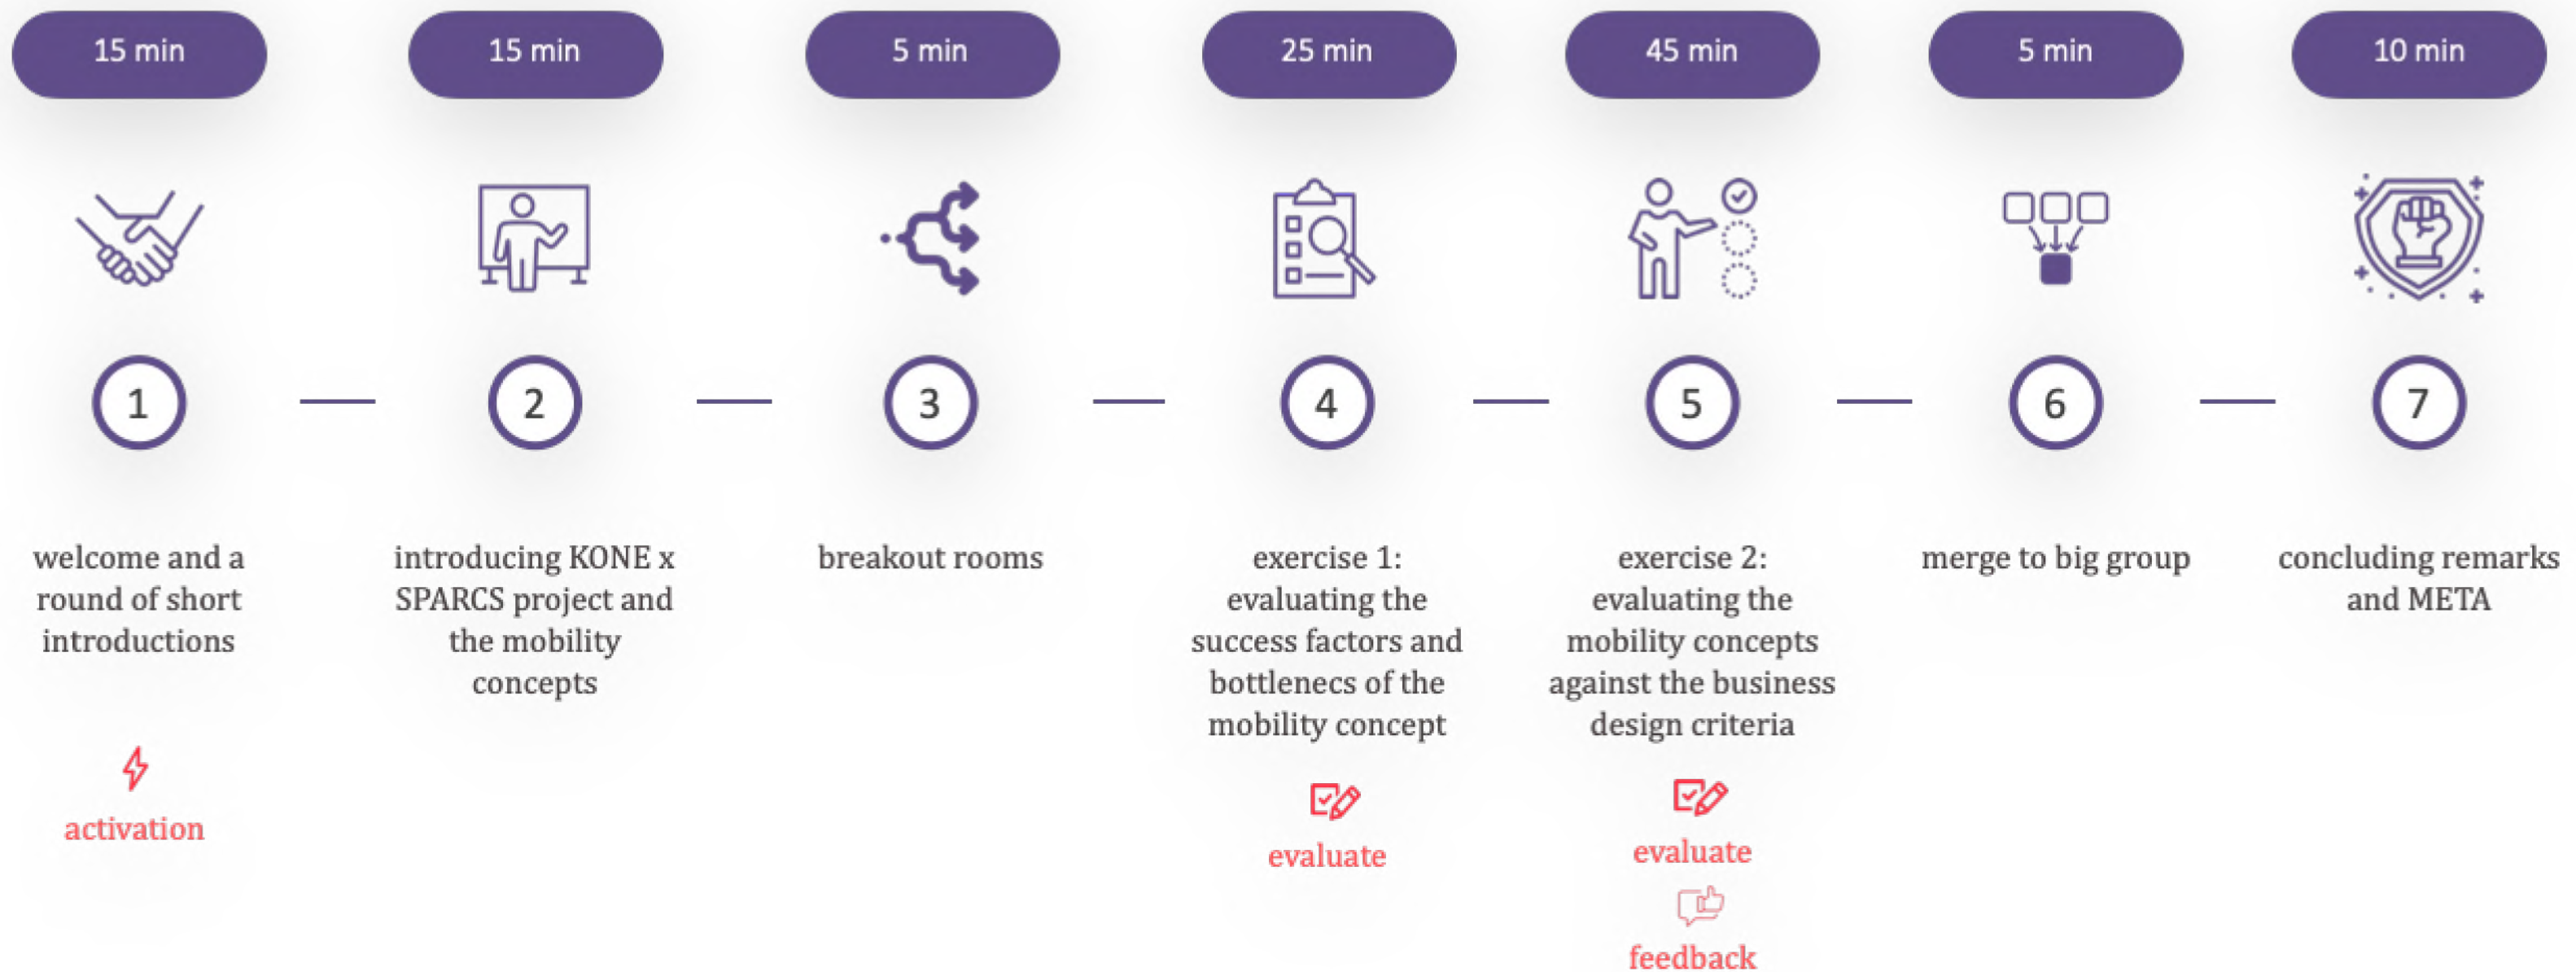 15 min
15 min
5 min
25 min
45 min
5 min
10 min
1
2
3
4
5
6
7
welcome and a
round of short
introductions
activation
introducing KONE x
SPARCS project and
the mobility
concepts
breakout rooms
exercise 1:
evaluating the
success factors and
bottlenecs of the
mobility concept
evaluate
exercise 2:
evaluating the
mobility concepts
against the business
design criteria
evaluate
feedback
merge to big group
concluding remarks
and META